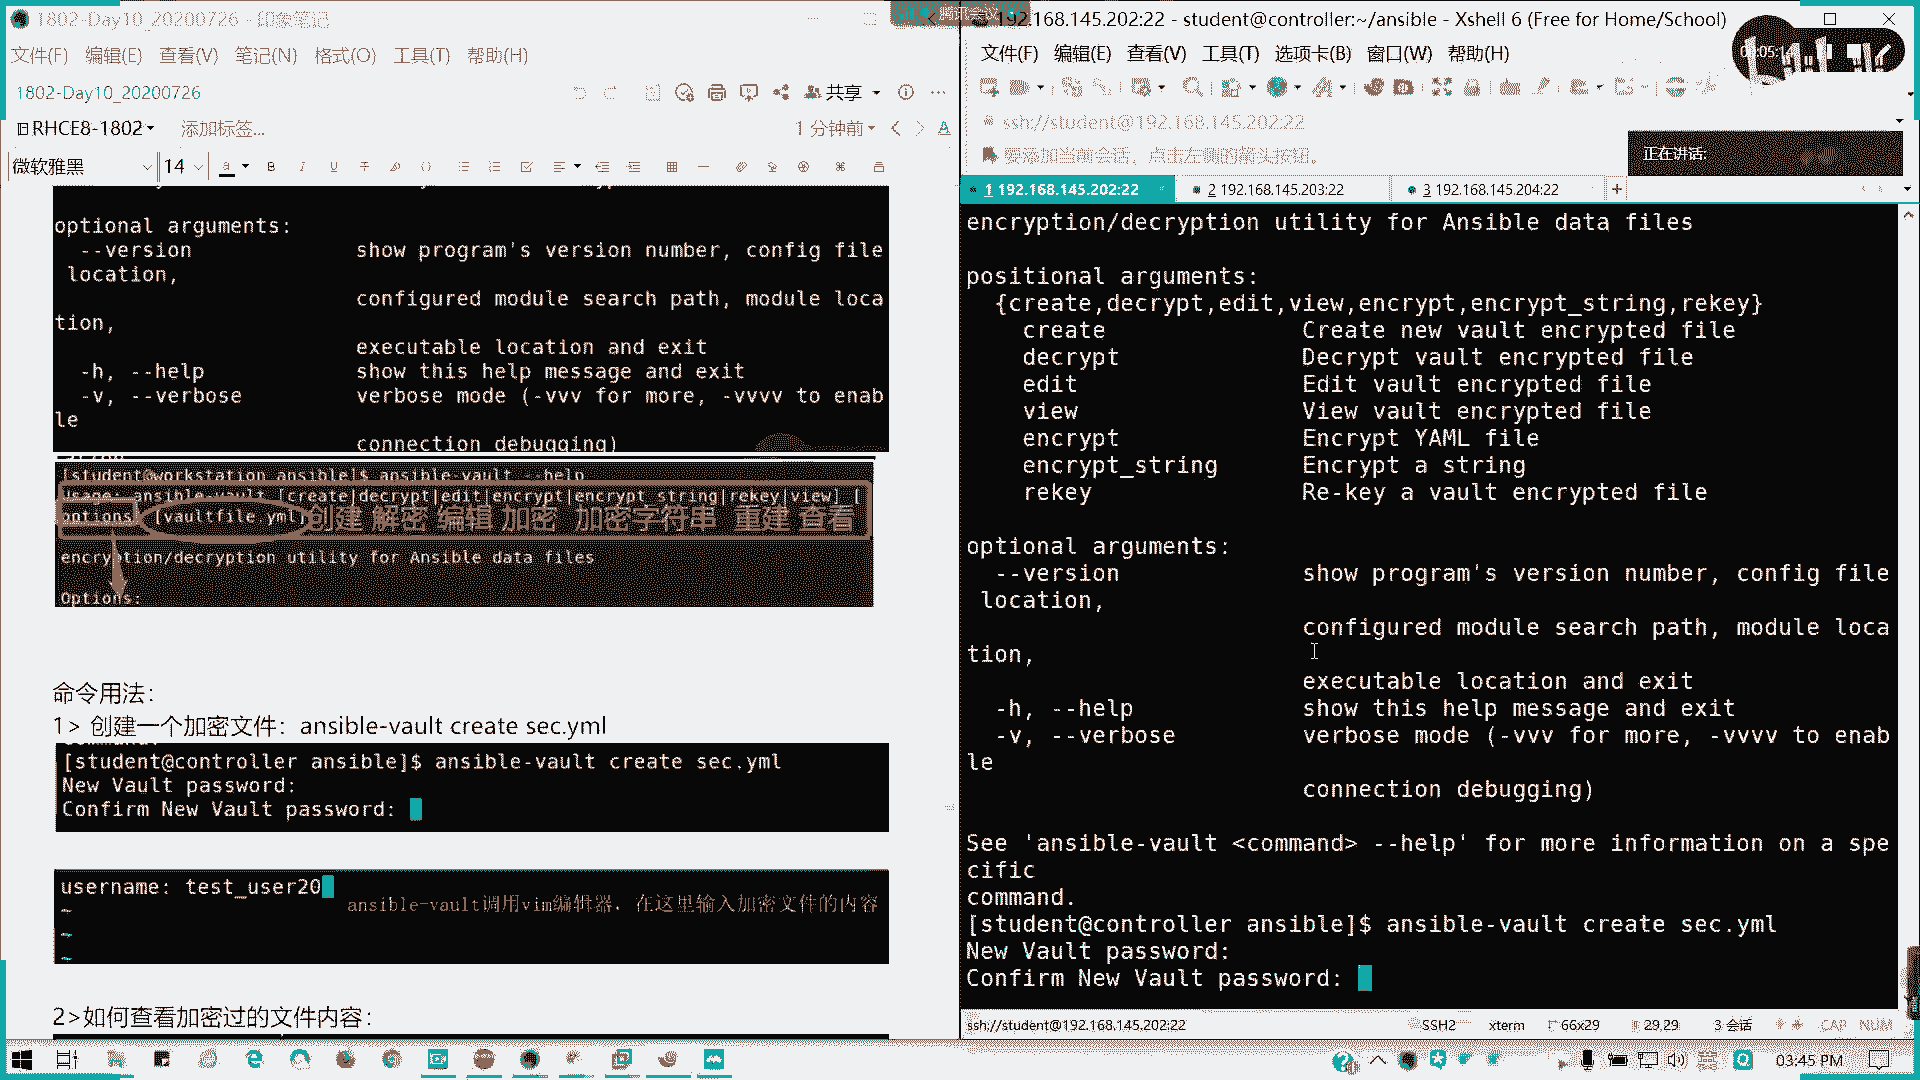 1802-Day10_20200726 - 印象笔记
文件(F) 编辑(E) 查看(V) 笔记(N) 格式(O) 工具(T) 帮助(H)
1802-Day10_20200726
共享
RHCE8-1802 添加标签...
1 分钟前
微软雅黑 14
optional arguments:
--version show program's version number, config file
location,
configured module search path, module loca
tion,
executable location and exit
-h, --help show this help message and exit
-v, --verbose verbose mode (-vvv for more, -vvvv to enab
le
connection debugging)
[student@workstation ansible]$ ansible-vault --help
Usage: ansible-vault [create|decrypt|edit|encrypt|encrypt_string|rekey|view] [
options] [vaultfile.yml]
创建 解密 编辑 加密 加密字符串 重建 查看
encryption/decryption utility for Ansible data files
Options:
命令用法：
1> 创建一个加密文件：ansible-vault create sec.yml
[student@controller ansible]$ ansible-vault create sec.yml
New Vault password:
Confirm New Vault password:
username: test_user20
ansible-vault调用vim编辑器，在这里输入加密文件的内容
~
~
~
2>如何查看加密过的文件内容：
腾讯会议
192.168.145.202:22 - student@controller:~/ansible - Xshell 6 (Free for Home/School)
文件(F) 编辑(E) 查看(V) 工具(T) 选项卡(B) 窗口(W) 帮助(H)
ssh://student@192.168.145.202:22
要添加当前会话，点击左侧的箭头按钮。
正在讲话:
1 192.168.145.202:22
2 192.168.145.203:22
3 192.168.145.204:22
encryption/decryption utility for Ansible data files
positional arguments:
{create,decrypt,edit,view,encrypt,encrypt_string,rekey}
create Create new vault encrypted file
decrypt Decrypt vault encrypted file
edit Edit vault encrypted file
view View vault encrypted file
encrypt Encrypt YAML file
encrypt_string Encrypt a string
rekey Re-key a vault encrypted file
optional arguments:
--version show program's version number, config file
location,
configured module search path, module loca
tion,
executable location and exit
-h, --help show this help message and exit
-v, --verbose verbose mode (-vvv for more, -vvvv to enab
le
connection debugging)
See 'ansible-vault <command> --help' for more information on a spe
cific
command.
[student@controller ansible]$ ansible-vault create sec.yml
New Vault password:
Confirm New Vault password:
ssh://student@192.168.145.202:22 SSH2 xterm 66x29 29,29 3 会话 CAP NUM
英 03:45 PM